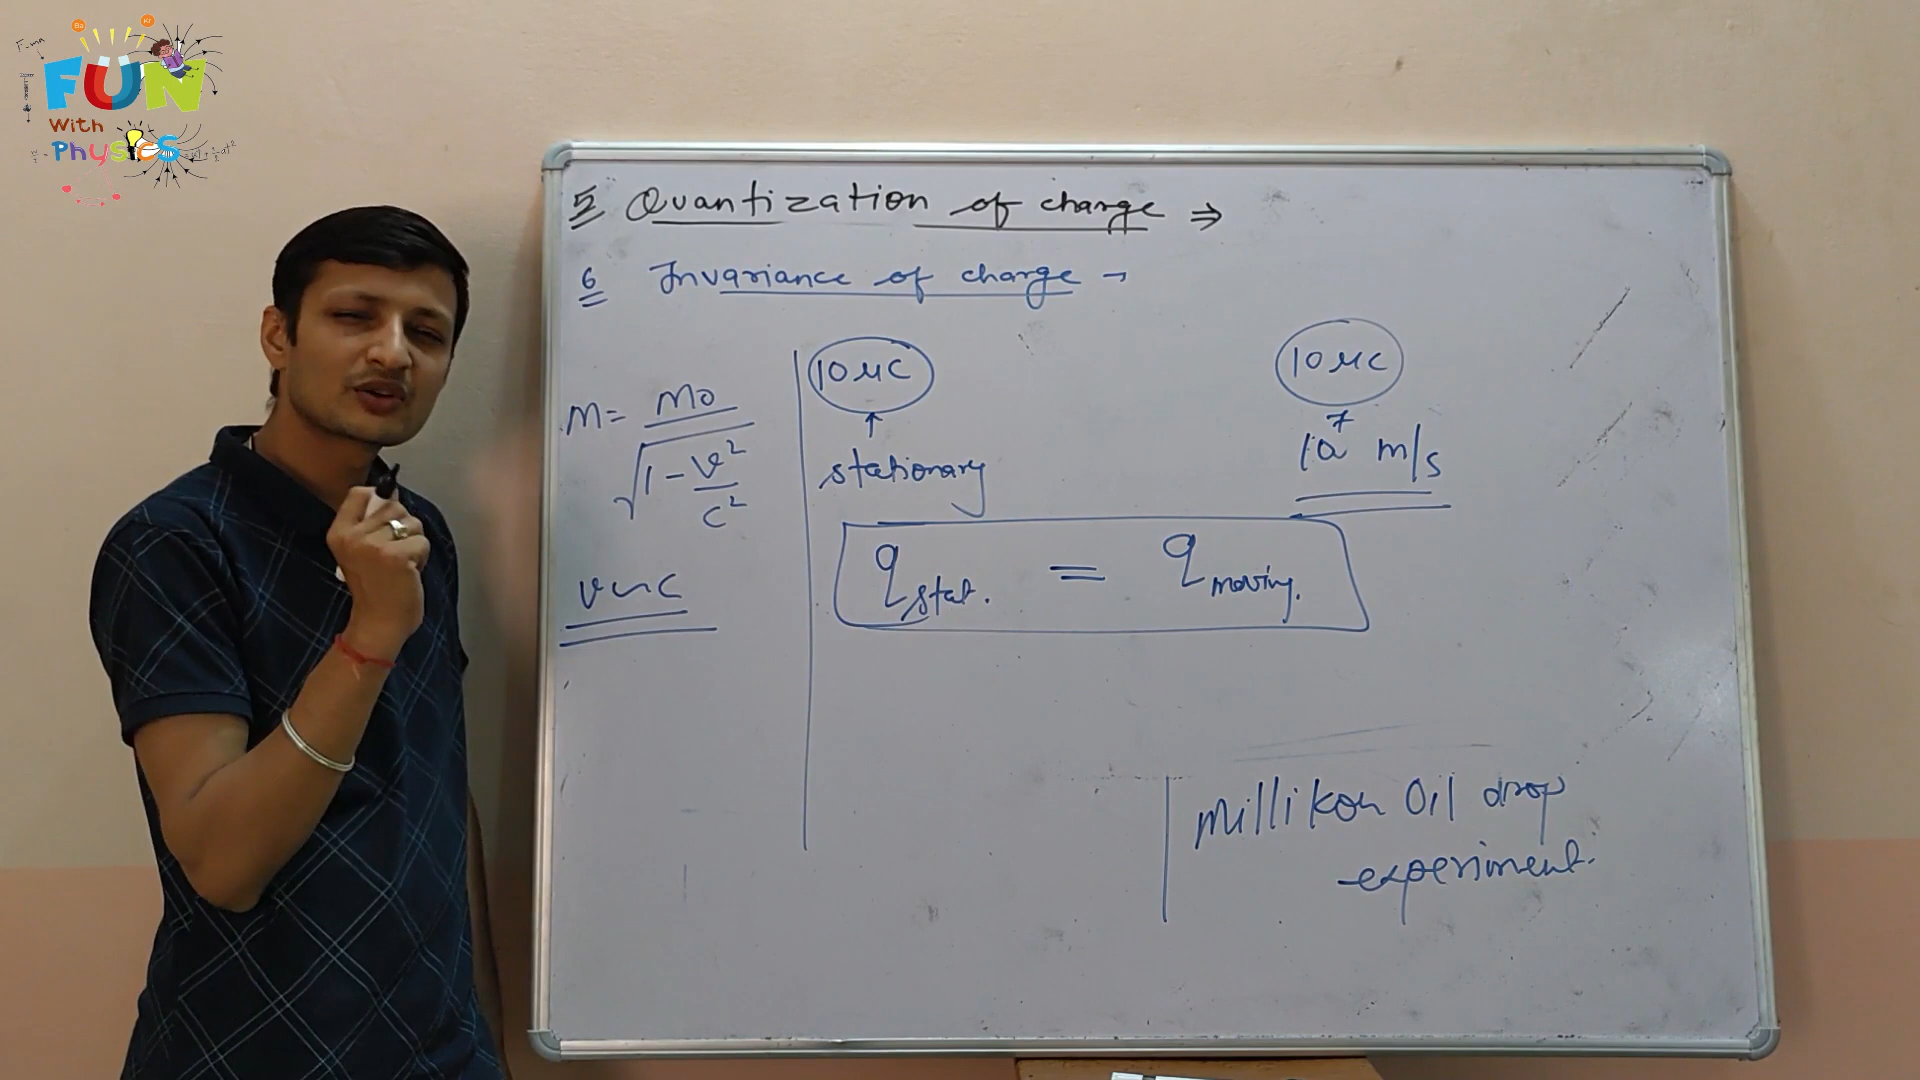 FUN
With
Physics
F=ma
5 Quantization of charge ⇒
6 Invariance of charge →
M = Mo / √1 - v²/c²
v ~ c
10 μC
↑
stationary
10 μC
10⁷ m/s
q stat. = q moving.
Millikon Oil drop
experiment.